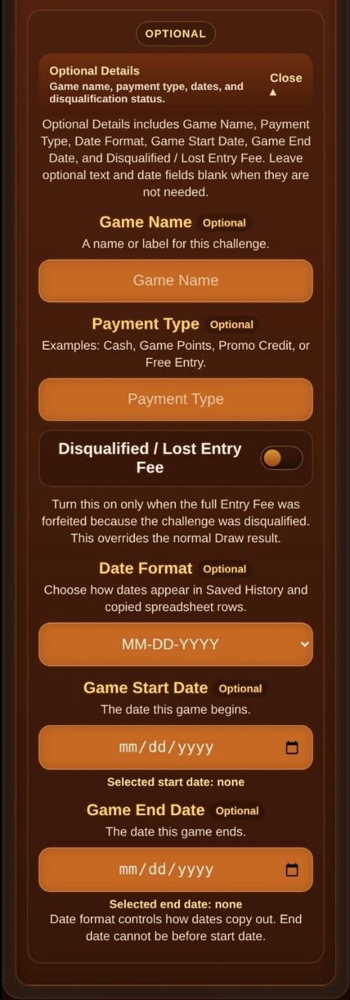 OPTIONAL
Optional Details
Game name, payment type, dates, and
disqualification status.
Close
▲
Optional Details includes Game Name, Payment
Type, Date Format, Game Start Date, Game End
Date, and Disqualified / Lost Entry Fee. Leave
optional text and date fields blank when they are
not needed.
Game Name Optional
A name or label for this challenge.
Game Name
Payment Type Optional
Examples: Cash, Game Points, Promo Credit, or
Free Entry.
Payment Type
Disqualified / Lost Entry
Fee
Turn this on only when the full Entry Fee was
forfeited because the challenge was disqualified.
This overrides the normal Draw result.
Date Format Optional
Choose how dates appear in Saved History and
copied spreadsheet rows.
MM-DD-YYYY
Game Start Date Optional
The date this game begins.
mm/dd/yyyy
Selected start date: none
Game End Date Optional
The date this game ends.
mm/dd/yyyy
Selected end date: none
Date format controls how dates copy out. End
date cannot be before start date.